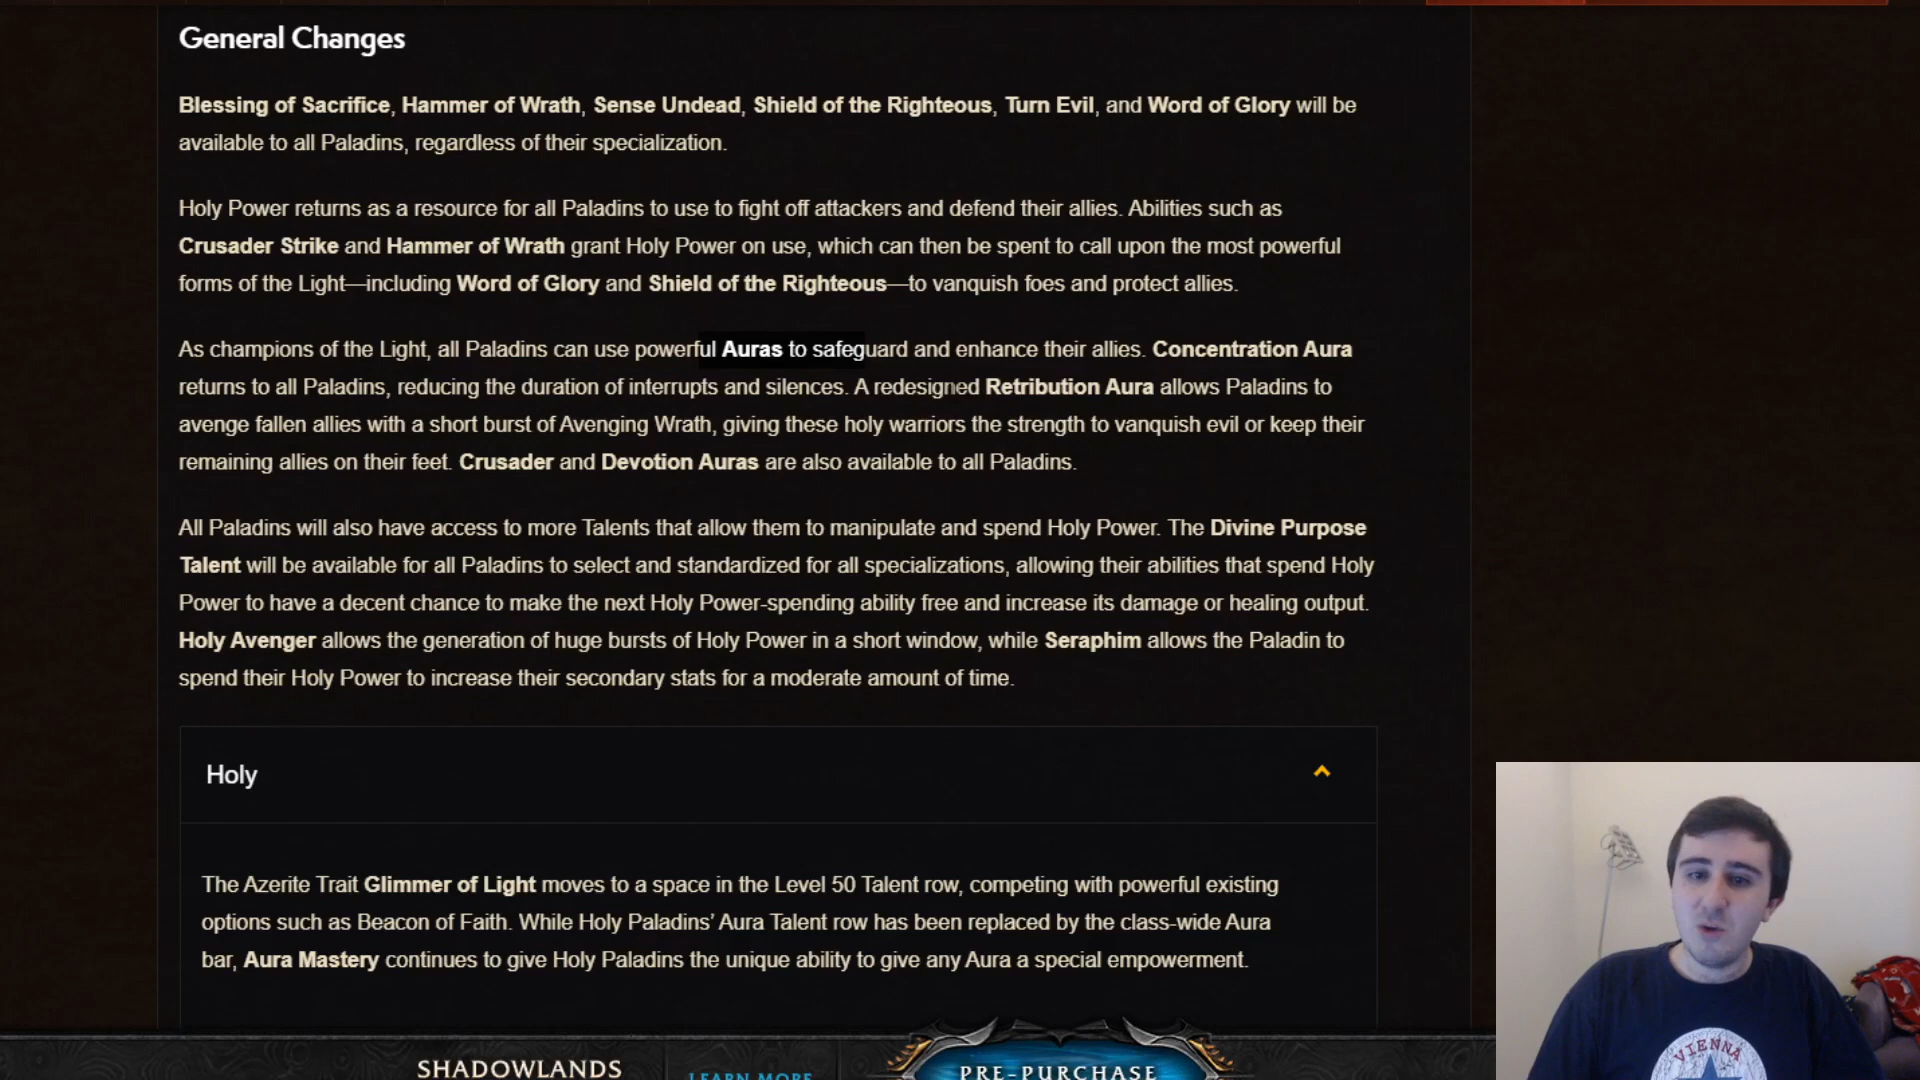 General Changes
Blessing of Sacrifice, Hammer of Wrath, Sense Undead, Shield of the Righteous, Turn Evil, and Word of Glory will be
available to all Paladins, regardless of their specialization.
Holy Power returns as a resource for all Paladins to use to fight off attackers and defend their allies. Abilities such as
Crusader Strike and Hammer of Wrath grant Holy Power on use, which can then be spent to call upon the most powerful
forms of the Light—including Word of Glory and Shield of the Righteous—to vanquish foes and protect allies.
As champions of the Light, all Paladins can use powerful Auras to safeguard and enhance their allies. Concentration Aura
returns to all Paladins, reducing the duration of interrupts and silences. A redesigned Retribution Aura allows Paladins to
avenge fallen allies with a short burst of Avenging Wrath, giving these holy warriors the strength to vanquish evil or keep their
remaining allies on their feet. Crusader and Devotion Auras are also available to all Paladins.
All Paladins will also have access to more Talents that allow them to manipulate and spend Holy Power. The Divine Purpose
Talent will be available for all Paladins to select and standardized for all specializations, allowing their abilities that spend Holy
Power to have a decent chance to make the next Holy Power-spending ability free and increase its damage or healing output.
Holy Avenger allows the generation of huge bursts of Holy Power in a short window, while Seraphim allows the Paladin to
spend their Holy Power to increase their secondary stats for a moderate amount of time.
Holy
The Azerite Trait Glimmer of Light moves to a space in the Level 50 Talent row, competing with powerful existing
options such as Beacon of Faith. While Holy Paladins' Aura Talent row has been replaced by the class-wide Aura
bar, Aura Mastery continues to give Holy Paladins the unique ability to give any Aura a special empowerment.
SHADOWLANDS
LEARN MORE
PRE-PURCHASE
VIENNA